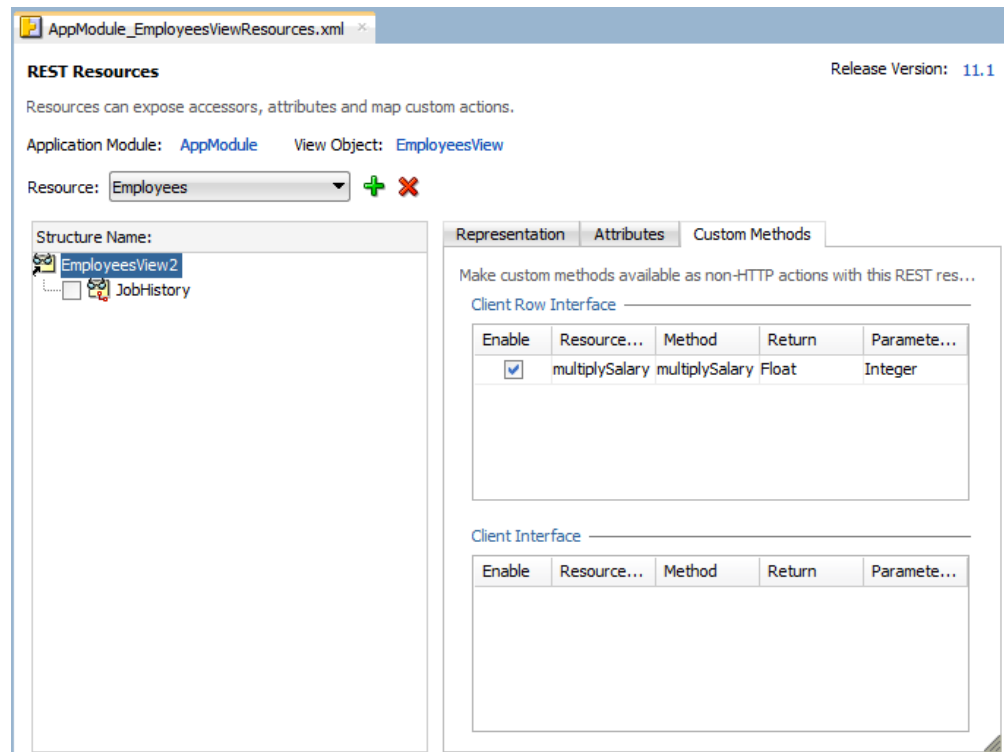 AppModule_EmployeesViewResources.xml
REST Resources
Release Version: 11.1
Resources can expose accessors, attributes and map custom actions.
Application Module: AppModule View Object: EmployeesView
Resource: Employees
Structure Name:
EmployeesView2
JobHistory
Representation Attributes Custom Methods
Make custom methods available as non-HTTP actions with this REST res...
Client Row Interface
Enable Resource... Method Return Paramete...
multiplySalary multiplySalary Float Integer
Client Interface
Enable Resource... Method Return Paramete...